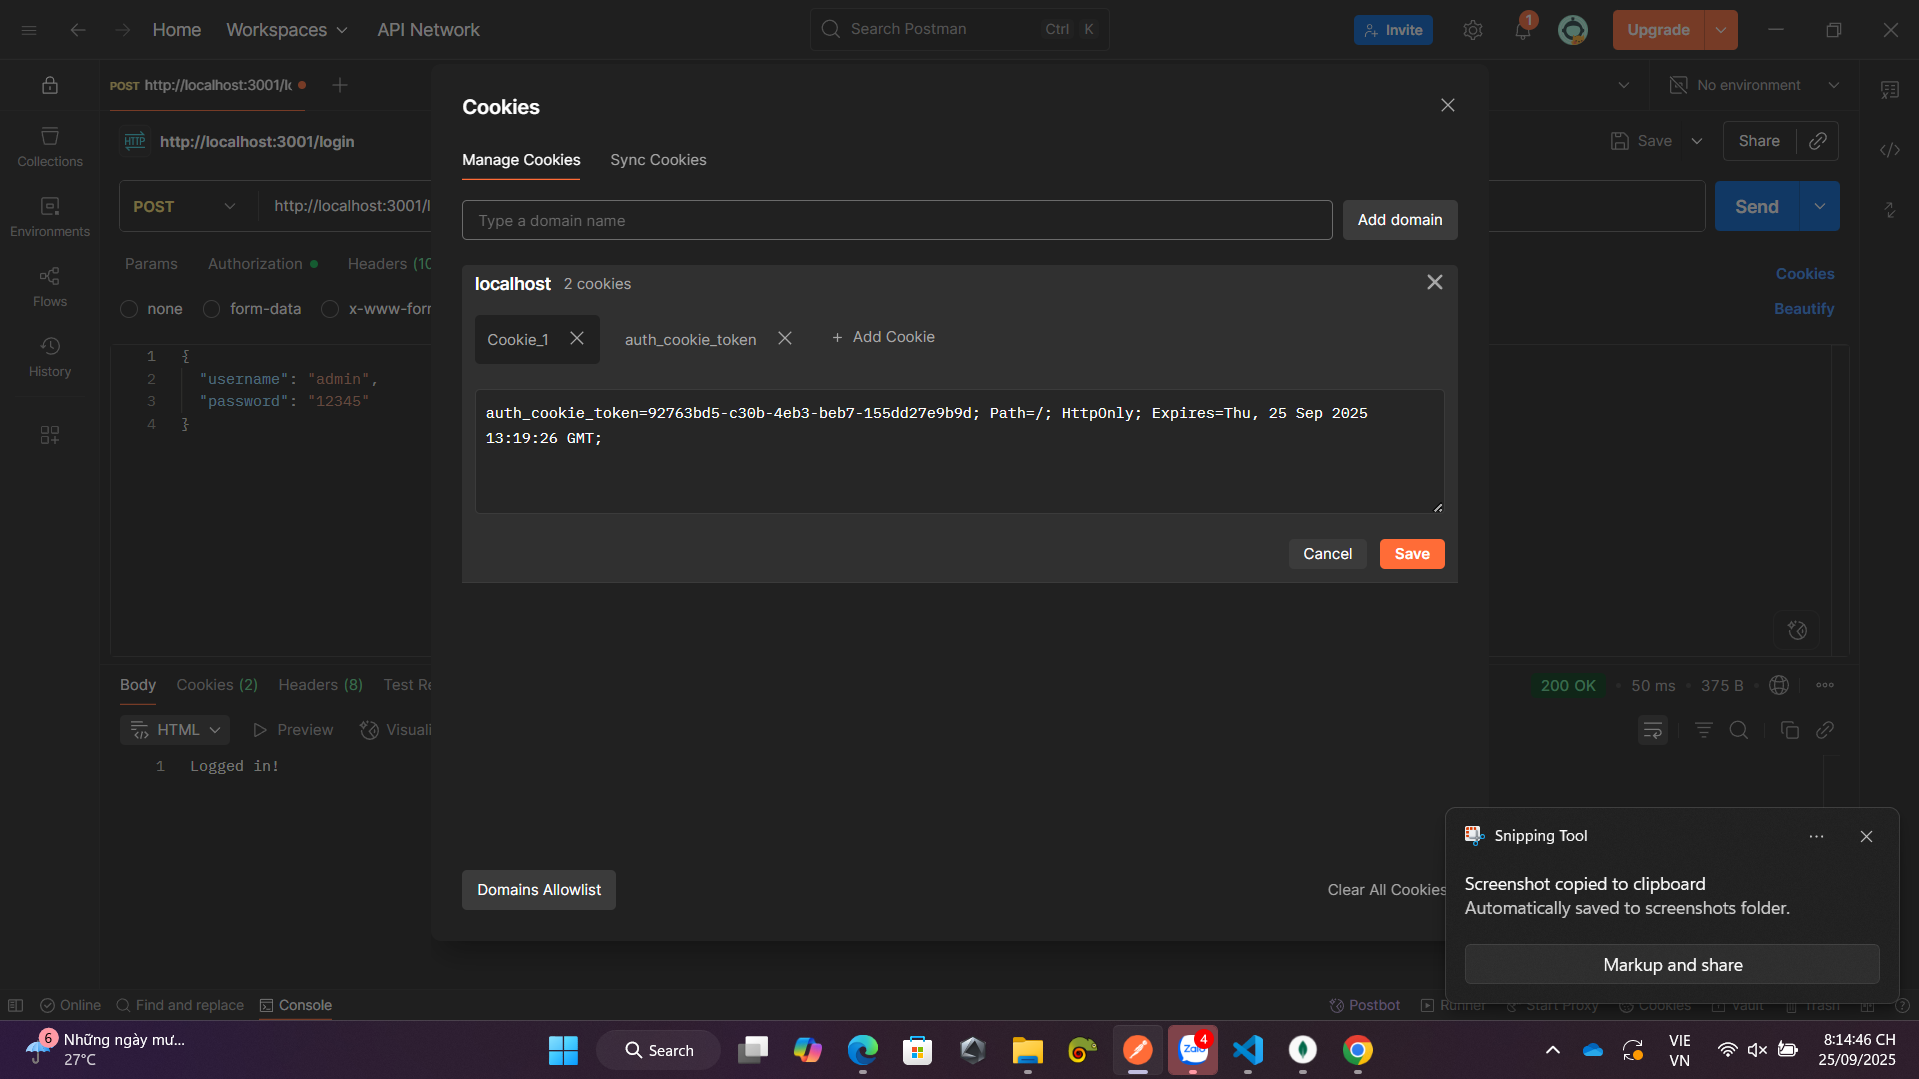 Home
Workspaces
API Network
Search Postman
Ctrl K
Invite
1
Upgrade
POST http://localhost:3001/l
No environment
Collections
Environments
Flows
History
HTTP http://localhost:3001/login
Save
Share
POST
http://localhost:3001/l
Send
Params
Authorization
Headers (10
Cookies
none
form-data
x-www-forr
Beautify
1 {
2 "username": "admin",
3 "password": "12345"
4 }
Cookies
Manage Cookies
Sync Cookies
Type a domain name
Add domain
localhost 2 cookies
Cookie_1
auth_cookie_token
+ Add Cookie
auth_cookie_token=92763bd5-c30b-4eb3-beb7-155dd27e9b9d; Path=/; HttpOnly; Expires=Thu, 25 Sep 2025
13:19:26 GMT;
Cancel
Save
Domains Allowlist
Clear All Cookies
Body
Cookies (2)
Headers (8)
Test Re
200 OK
50 ms
375 B
HTML
Preview
Visuali
1 Logged in!
Snipping Tool
Screenshot copied to clipboard
Automatically saved to screenshots folder.
Markup and share
Online
Find and replace
Console
Postbot
Runner
Start Proxy
Cookies
Vault
Trash
6
Những ngày mư...
27°C
Search
Zalo
4
VIE
VN
8:14:46 CH
25/09/2025